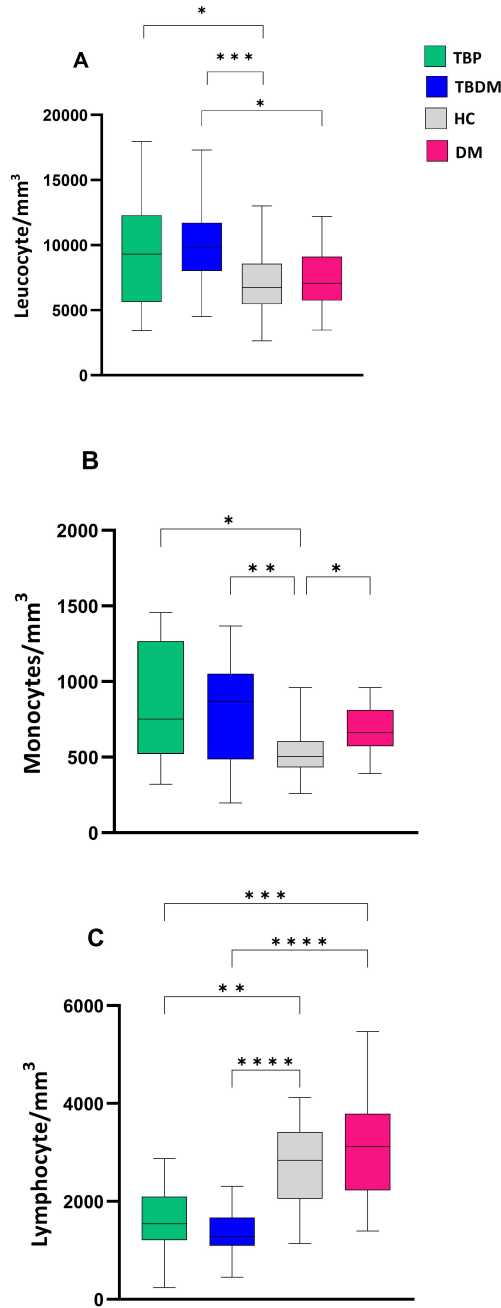 *
A
***
*
TBP
TBDM
HC
DM
20000
15000
10000
5000
0
Leucocyte/mm³
B
2000
1500
1000
500
0
Monocytes/mm³
*
**
*
C
***
****
**
****
6000
4000
2000
0
Lymphocyte/mm³